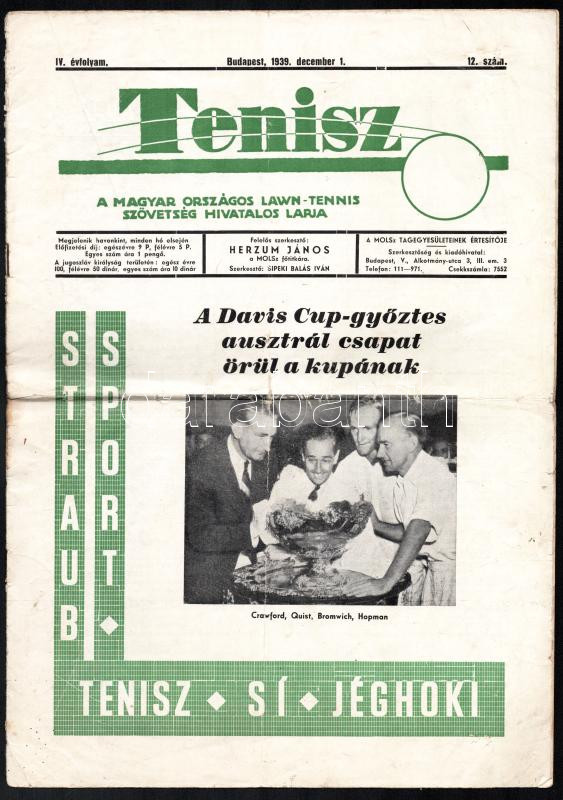 IV. évfolyam.
Budapest, 1939. december 1.
12. szám.
Tenisz
A MAGYAR ORSZÁGOS LAWN-TENNIS
SZÖVETSÉG HIVATALOS LAPJA
Megjelenik havonkint, minden hó elsején
Előfizetési díj: egészévre 9 P, félévre 5 P.
Egyes szám ára 1 pengő.
A jugoszláv királyság területén: egész évre
100, félévre 50 dinár, egyes szám ára 10 dinár
Felelős szerkesztő:
HERZUM JÁNOS
a MOLSz főtitkára.
Szerkesztő: SIPEKI BALÁS IVÁN
A MOLSz TAGEGYESÜLETEINEK ÉRTESITŐJE
Szerkesztőség és kiadóhivatal:
Budapest, V., Alkotmány-utca 3, III. em. 3
Telefon: 111-971. Csekkszámla: 7552
A Davis Cup-győztes
ausztrál csapat
örül a kupának
STRAUB
SPORT
darabanth
Crawford, Quist, Bromwich, Hopman
TENISZ ◆ SÍ ◆ JÉGHOKI